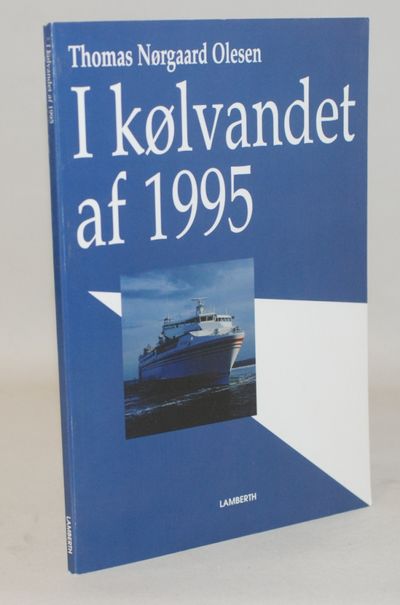 Thomas Nørgaard Olesen
I kølvandet
af 1995
LAMBERTH
I kølvandet af 1995
LAMBERTH